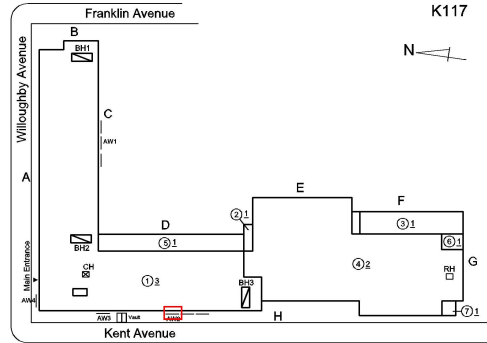 Franklin Avenue
K117
B
BH1
N
Willoughby Avenue
C
AW1
A
E
F
2 1
3 1
D
BH2
5 1
6 1
4 2
G
Main Entrance
CH
RH
1 3
BH3
AW4
7 1
H
AW3
Vault
AW2
Kent Avenue